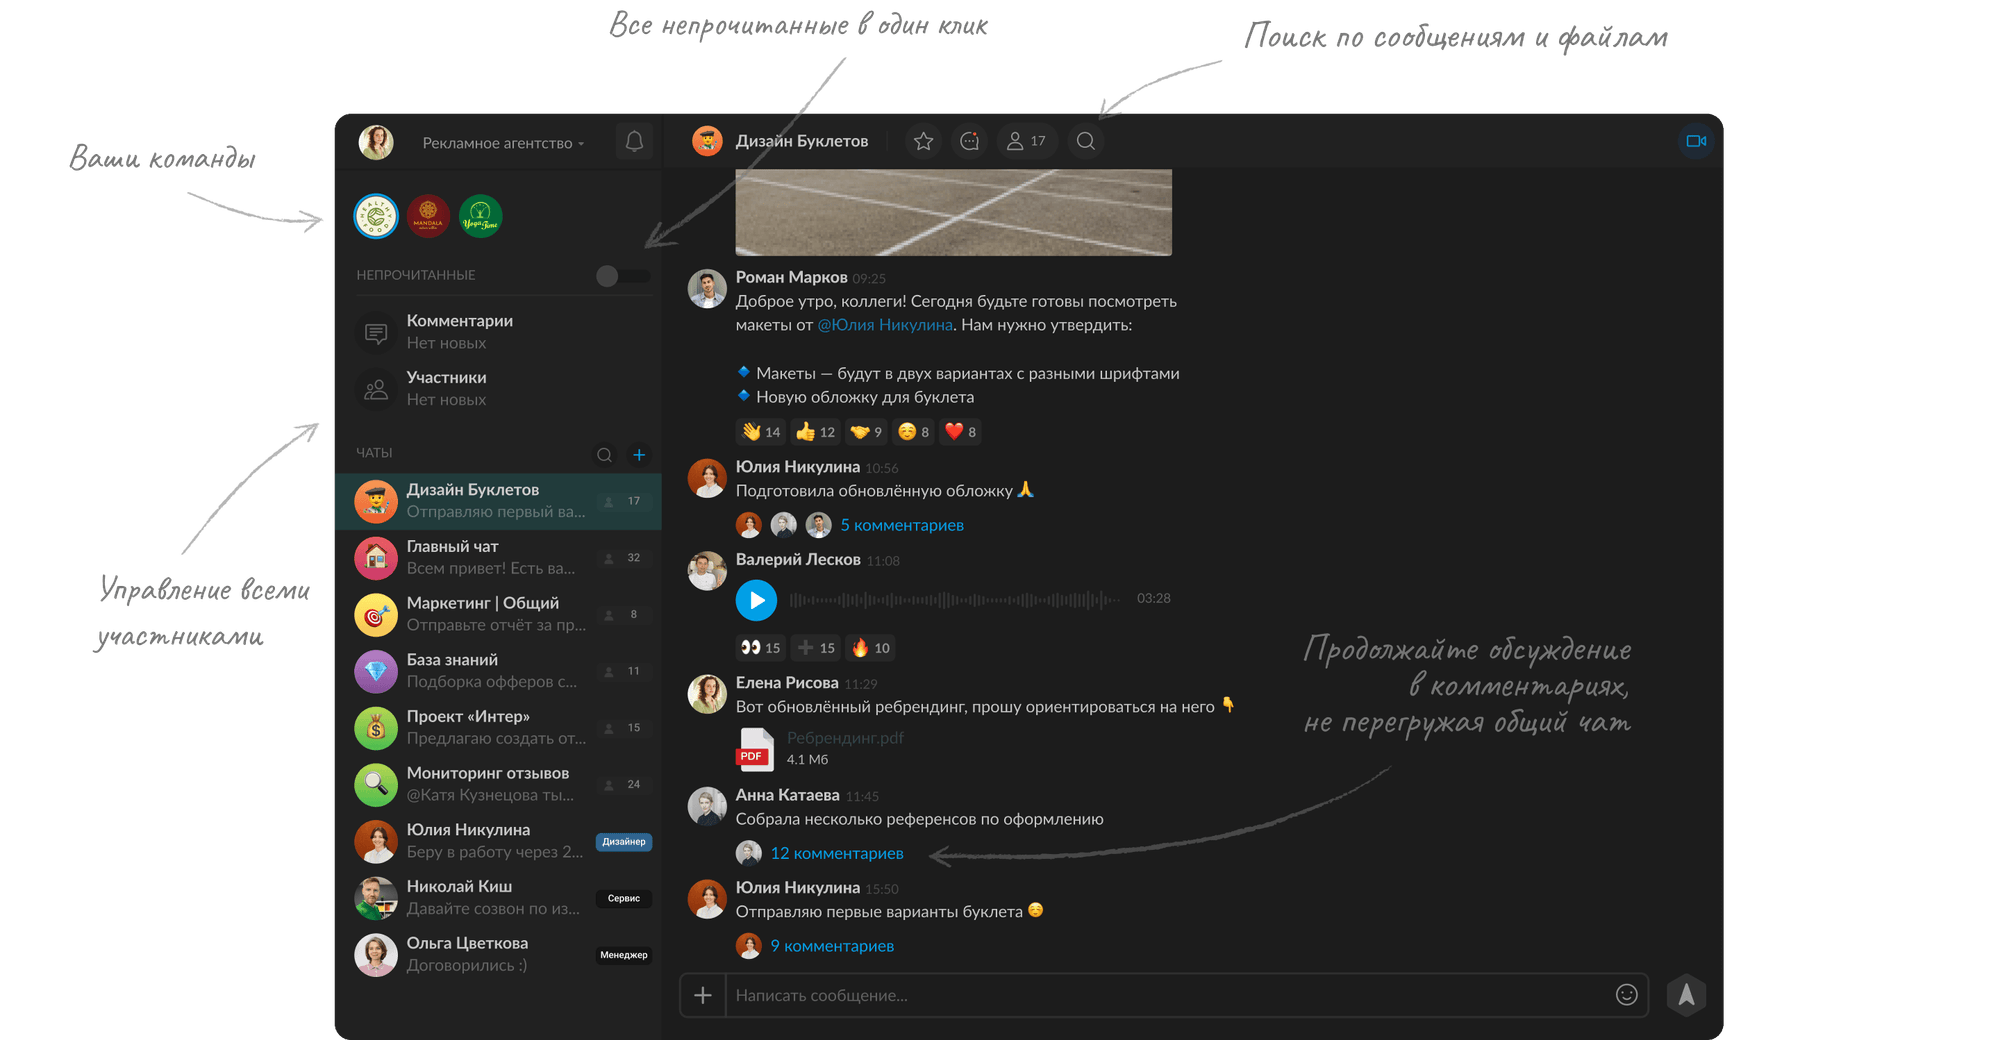 Все непрочитанные в один клик
Поиск по сообщениям и файлам
Ваши команды
Управление всеми
участниками
Рекламное агентство
HEALTHY FOOD
MANDALA
Yoga Time
НЕПРОЧИТАННЫЕ
Комментарии
Нет новых
Участники
Нет новых
ЧАТЫ
Дизайн Буклетов
17
Отправляю первый ва...
Главный чат
32
Всем привет! Есть ва...
Маркетинг | Общий
8
Отправьте отчёт за пр...
База знаний
11
Подборка офферов с...
Проект «Интер»
15
Предлагаю создать от...
Мониторинг отзывов
24
@Катя Кузнецова ты...
Юлия Никулина
Дизайнер
Беру в работу через 2...
Николай Киш
Сервис
Давайте созвон по из...
Ольга Цветкова
Менеджер
Договорились :)
Дизайн Буклетов
17
Роман Марков 09:25
Доброе утро, коллеги! Сегодня будьте готовы посмотреть
макеты от @Юлия Никулина. Нам нужно утвердить:
🔹 Макеты — будут в двух вариантах с разными шрифтами
🔹 Новую обложку для буклета
👋 14 👍 12 🤝 9 ☺️ 8 ❤️ 8
Юлия Никулина 10:56
Подготовила обновлённую обложку 🙏
5 комментариев
Валерий Лесков 11:08
03:28
👀 15 ➕ 15 🔥 10
Елена Рисова 11:29
Вот обновлённый ребрендинг, прошу ориентироваться на него 👇
PDF
Ребрендинг.pdf
4.1 Мб
Анна Катаева 11:45
Собрала несколько референсов по оформлению
12 комментариев
Юлия Никулина 15:50
Отправляю первые варианты буклета ☺️
9 комментариев
Написать сообщение...
Продолжайте обсуждение
в комментариях,
не перегружая общий чат